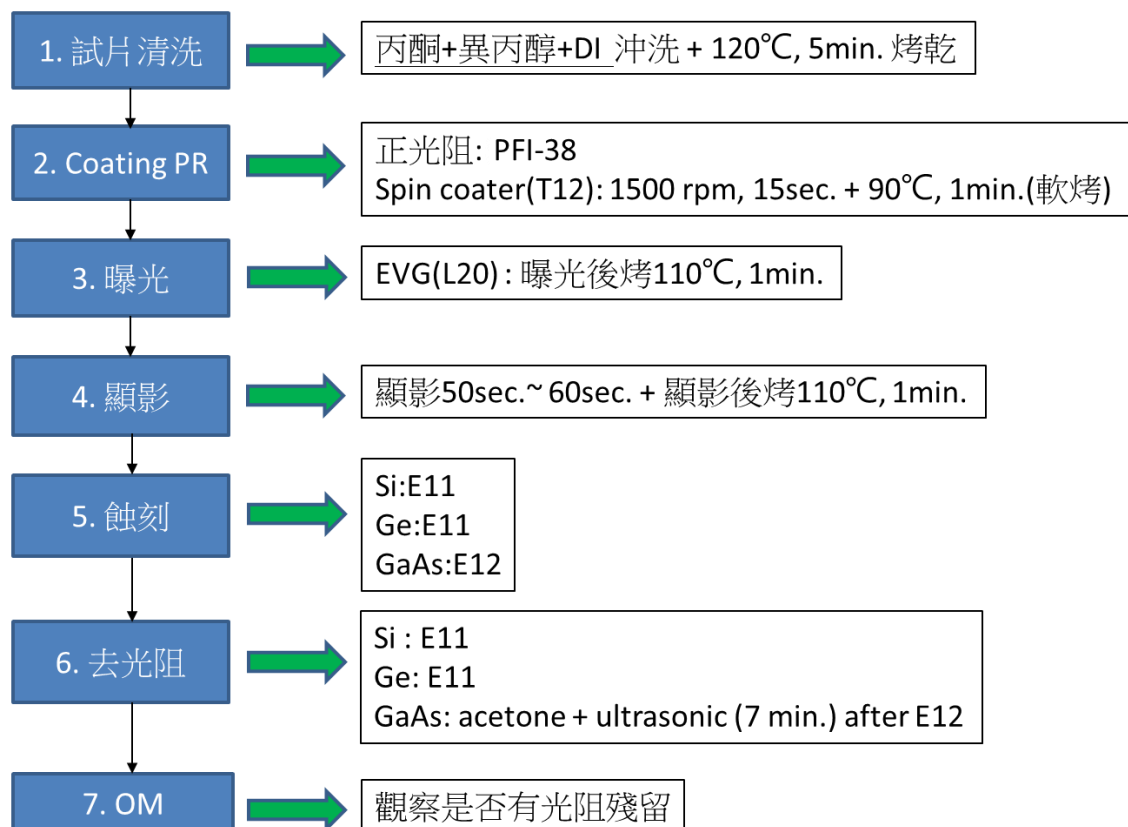 1. 試片清洗
丙酮+異丙醇+DI 沖洗 + 120℃, 5min. 烤乾
2. Coating PR
正光阻: PFI-38
Spin coater(T12): 1500 rpm, 15sec. + 90℃, 1min.(軟烤)
3. 曝光
EVG(L20) : 曝光後烤110℃, 1min.
4. 顯影
顯影50sec.~ 60sec. + 顯影後烤110℃, 1min.
5. 蝕刻
Si:E11
Ge:E11
GaAs:E12
6. 去光阻
Si : E11
Ge: E11
GaAs: acetone + ultrasonic (7 min.) after E12
7. OM
觀察是否有光阻殘留